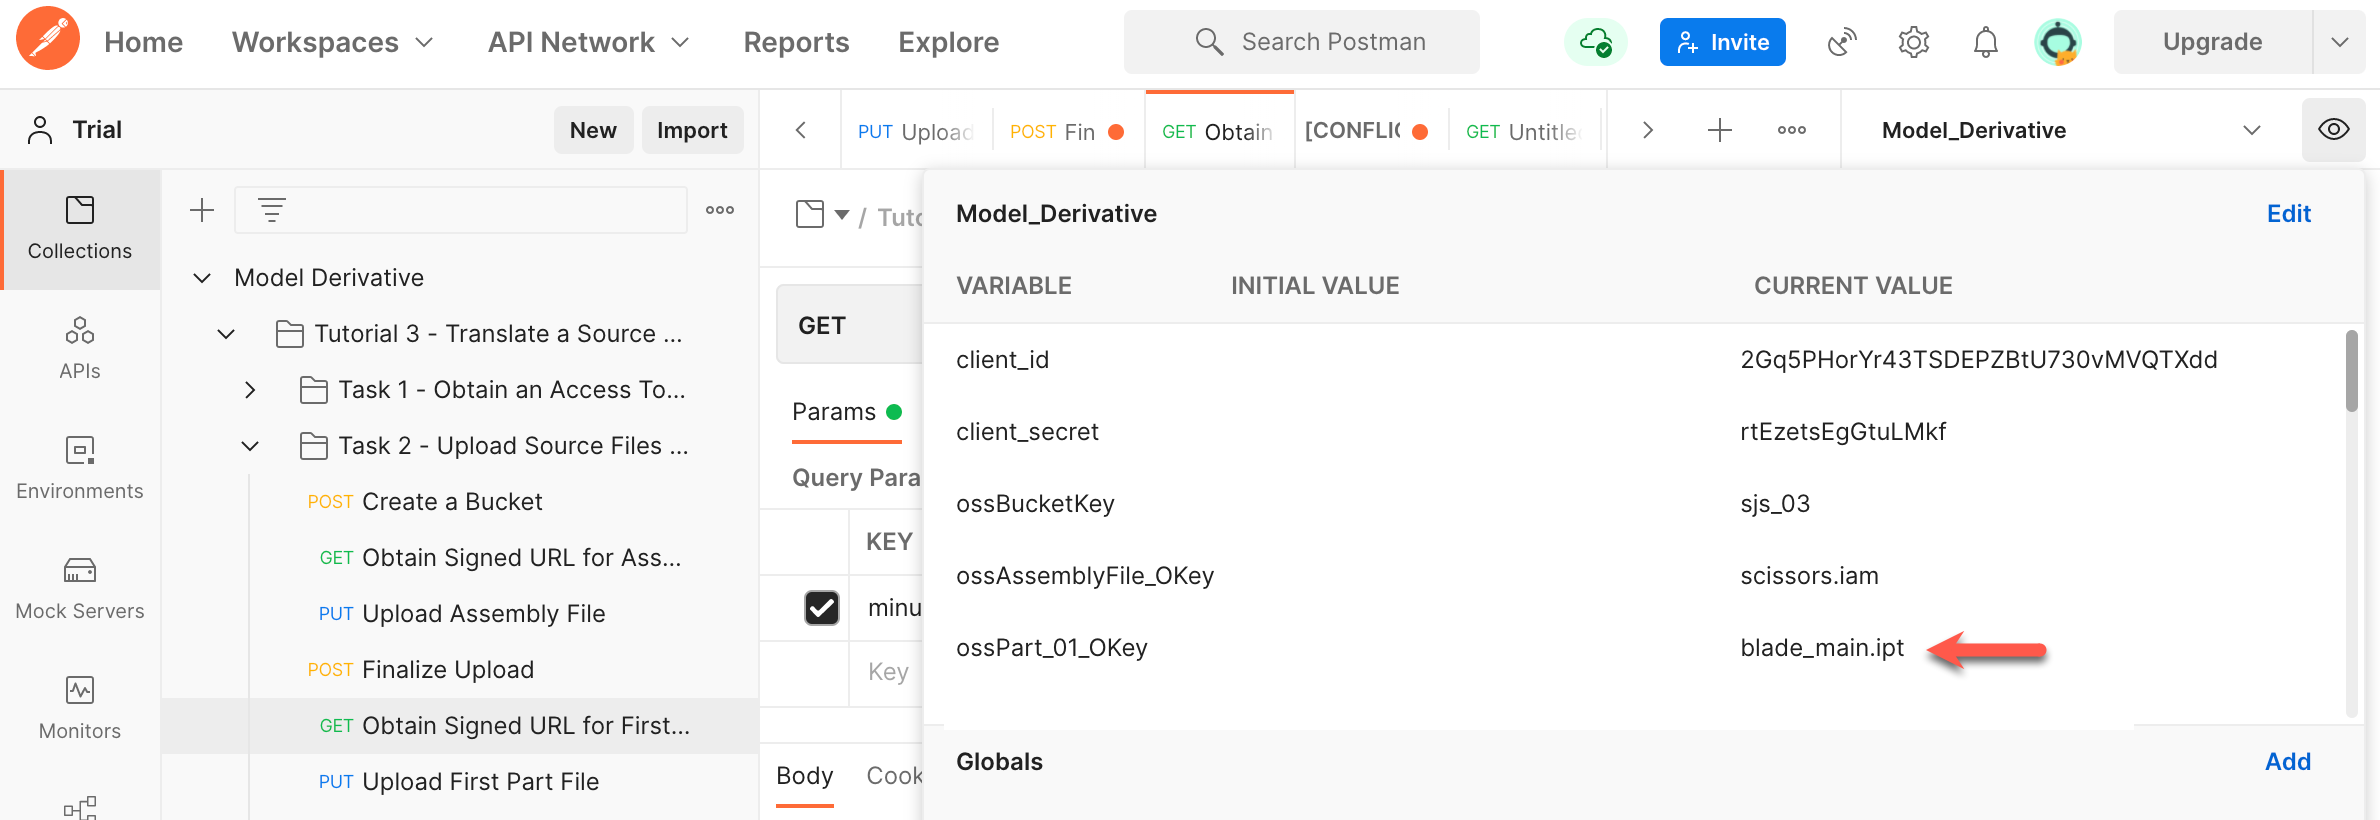 Home Workspaces API Network Reports Explore Search Postman Invite Upgrade
Trial New Import PUT Upload POST Fin GET Obtain [CONFLIC GET Untitle Model_Derivative
Collections
APIs
Environments
Mock Servers
Monitors
Model Derivative
Tutorial 3 - Translate a Source ...
Task 1 - Obtain an Access To...
Task 2 - Upload Source Files ...
POST Create a Bucket
GET Obtain Signed URL for Ass...
PUT Upload Assembly File
POST Finalize Upload
GET Obtain Signed URL for First...
PUT Upload First Part File
/ Tuto
GET
Params
Query Para
KEY
minu
Key
Body Cook
Model_Derivative Edit
VARIABLE INITIAL VALUE CURRENT VALUE
client_id 2Gq5PHorYr43TSDEPZBtU730vMVQTXdd
client_secret rtEzetsEgGtuLMkf
ossBucketKey sjs_03
ossAssemblyFile_OKey scissors.iam
ossPart_01_OKey blade_main.ipt
Globals Add